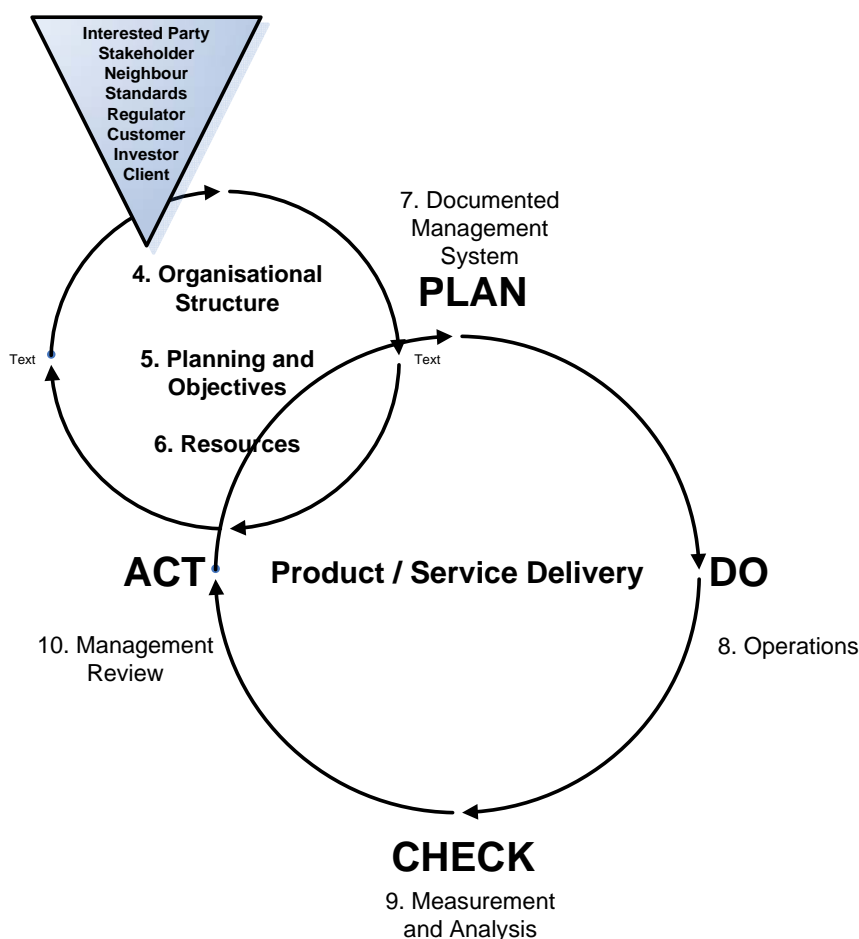 Interested Party
Stakeholder
Neighbour
Standards
Regulator
Customer
Investor
Client
7. Documented
Management
System
PLAN
4. Organisational
Structure
Text
5. Planning and
Objectives
Text
6. Resources
ACT
Product / Service Delivery
DO
10. Management
Review
8. Operations
CHECK
9. Measurement
and Analysis